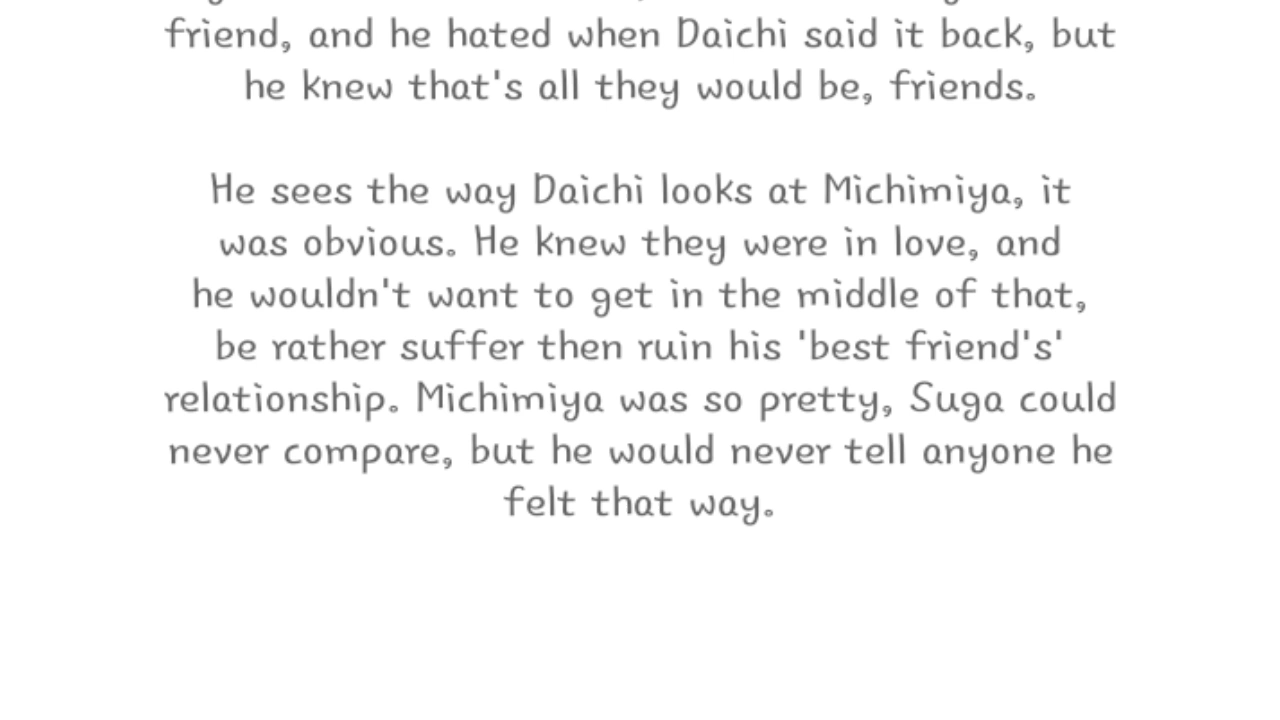 friend, and he hated when Daichi said it back, but
he knew that's all they would be, friends.
He sees the way Daichi looks at Michimiya, it
was obvious. He knew they were in love, and
he wouldn't want to get in the middle of that,
be rather suffer then ruin his 'best friend's'
relationship. Michimiya was so pretty, Suga could
never compare, but he would never tell anyone he
felt that way.